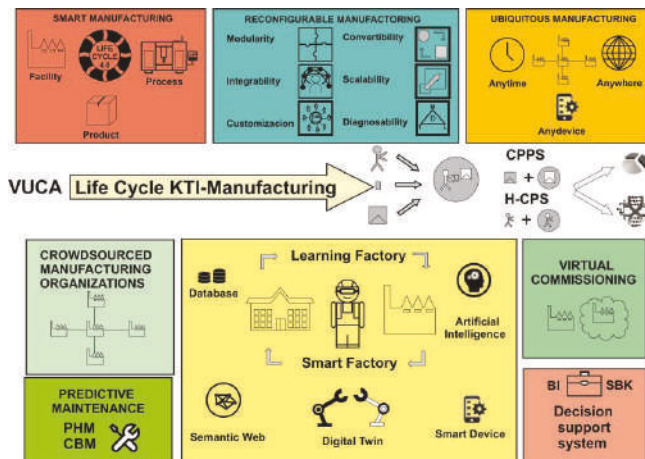 SMART MANUFACTURING
Facility
LIFE
CYCLE
4.0
Process
Product
RECONFIGURABLE MANUFACTORING
Modularity
Convertibility
Integrability
Scalability
Customizacion
Diagnosability
UBIQUITOUS MANUFACTURING
Anytime
Anywhere
Anydevice
VUCA
Life Cycle KTI-Manufacturing
CPPS
+
H-CPS
+
CROWDSOURCED
MANUFACTURING
ORGANIZATIONS
PREDICTIVE
MAINTENANCE
PHM
CBM
Learning Factory
Database
Artificial
Intelligence
Smart Factory
Semantic Web
Digital Twin
Smart Device
VIRTUAL
COMMISSIONING
BI
SBK
Decision
support
system